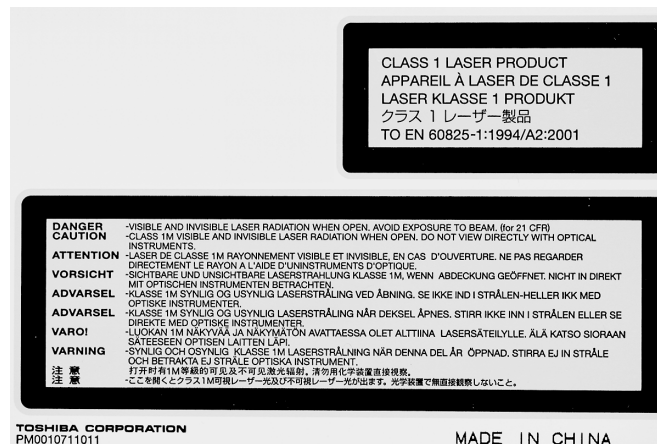 CLASS 1 LASER PRODUCT
APPAREIL À LASER DE CLASSE 1
LASER KLASSE 1 PRODUKT
クラス 1 レーザー製品
TO EN 60825-1:1994/A2:2001
DANGER -VISIBLE AND INVISIBLE LASER RADIATION WHEN OPEN. AVOID EXPOSURE TO BEAM. (for 21 CFR)
CAUTION -CLASS 1M VISIBLE AND INVISIBLE LASER RADIATION WHEN OPEN. DO NOT VIEW DIRECTLY WITH OPTICAL
INSTRUMENTS.
ATTENTION -LASER DE CLASSE 1M RAYONNEMENT VISIBLE ET INVISIBLE, EN CAS D'OUVERTURE. NE PAS REGARDER
DIRECTEMENT LE RAYON A L'AIDE D'UNINSTRUMENTS D'OPTIQUE.
VORSICHT -SICHTBARE UND UNSICHTBARE LASERSTRAHLUNG KLASSE 1M, WENN ABDECKUNG GEÖFFNET. NICHT IN DIREKT
MIT OPTISCHEN INSTRUMENTEN BETRACHTEN.
ADVARSEL -KLASSE 1M SYNLIG OG USYNLIG LASERSTRÅLING VED ÅBNING. SE IKKE IND I STRÅLEN-HELLER IKK MED
OPTISKE INSTRUMENTER.
ADVARSEL -KLASSE 1M SYNLIG OG USYNLIG LASERSTRÅLING NÅR DEKSEL ÅPNES. STIRR IKKE INN I STRÅLEN ELLER SE
DIREKTE MED OPTISKE INSTRUMENTER.
VARO! -LUOKAN 1M NÄKYVÄÄ JA NÄKYMÄTÖN AVATTAESSA OLET ALTTIINA LASERSÄTEILYLLE. ÄLÄ KATSO SIORAAN
SÄTEESEEN OPTISEN LAITTEN LÄPI.
VARNING -SYNLIG OCH OSYNLIG KLASSE 1M LASERSTRÅLNING NÄR DENNA DEL ÄR ÖPPNAD. STIRRA EJ IN STRÅLE
OCH BETRAKTA EJ STRÅLE OPTISKA INSTRUMENT.
注 意 打开时有1M等級的可见及不可见激光辐射。清勿用化学装置直接視察。
注 意 -ここを開くとクラス1M可視レーザー光及び不可視レーザー光が出ます。光学装置で無直接観察しないこと。
TOSHIBA CORPORATION
PM0010711011
MADE IN CHINA